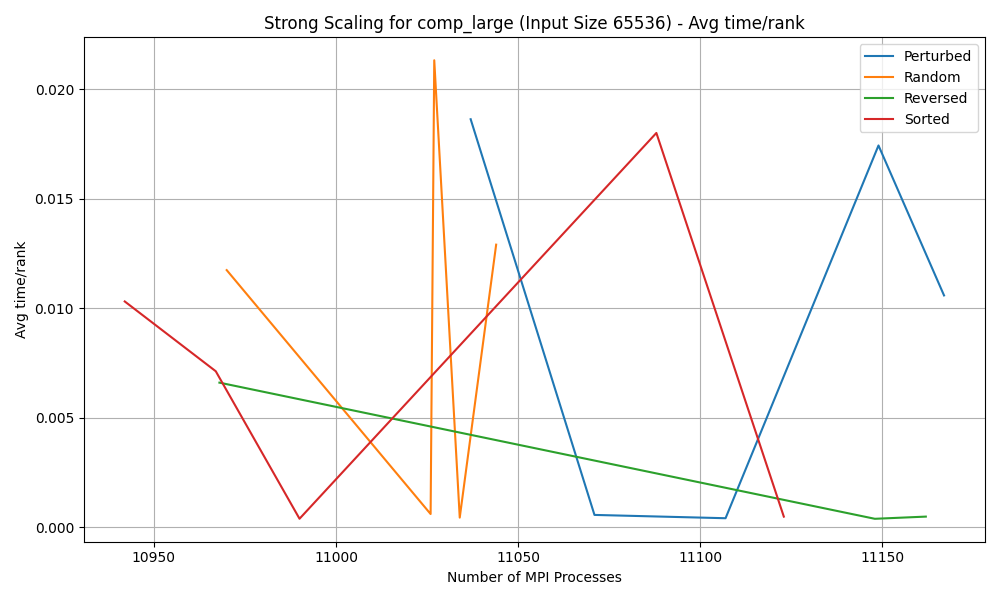 Strong Scaling for comp_large (Input Size 65536) - Avg time/rank
Perturbed
Random
Reversed
Sorted
Avg time/rank
0.020
0.015
0.010
0.005
0.000
10950 11000 11050 11100 11150
Number of MPI Processes